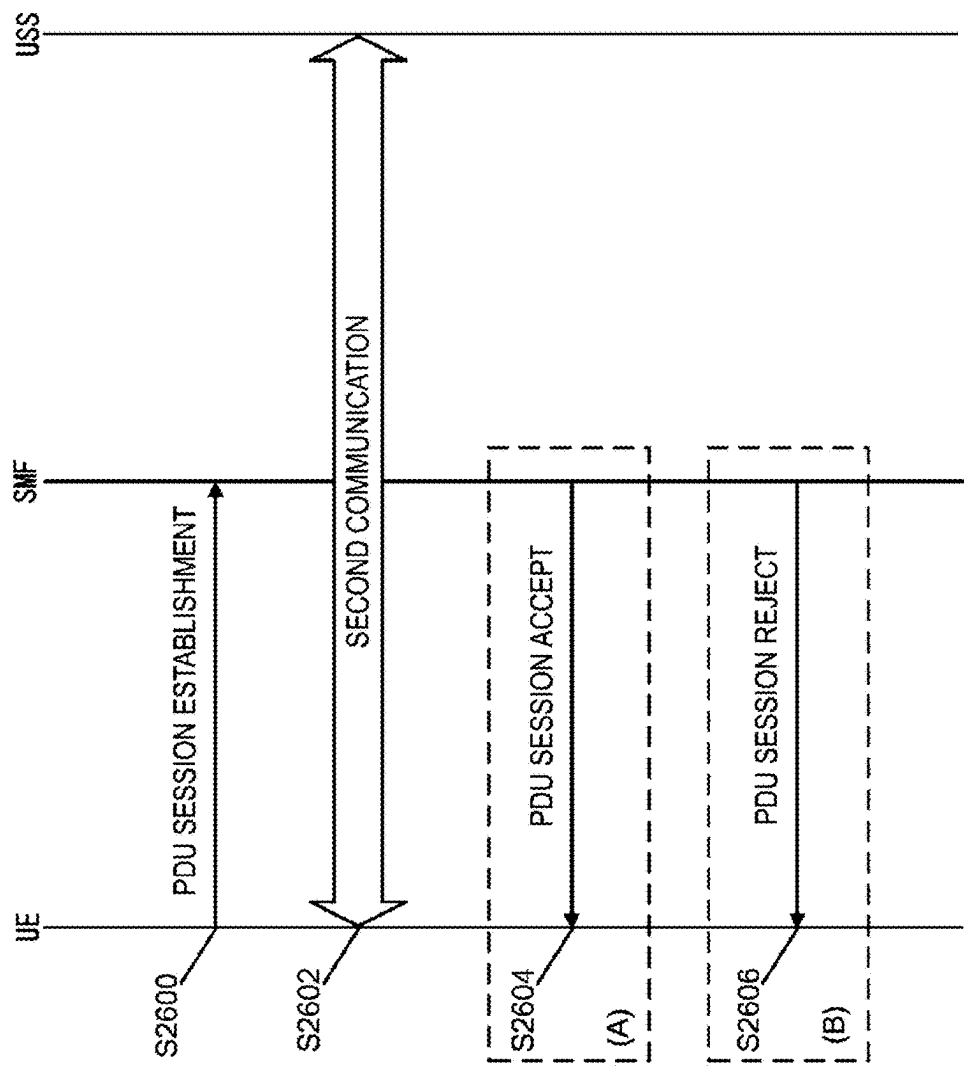 UE
SMF
USS
S2600
PDU SESSION ESTABLISHMENT
S2602
SECOND COMMUNICATION
S2604
(A)
PDU SESSION ACCEPT
S2606
(B)
PDU SESSION REJECT